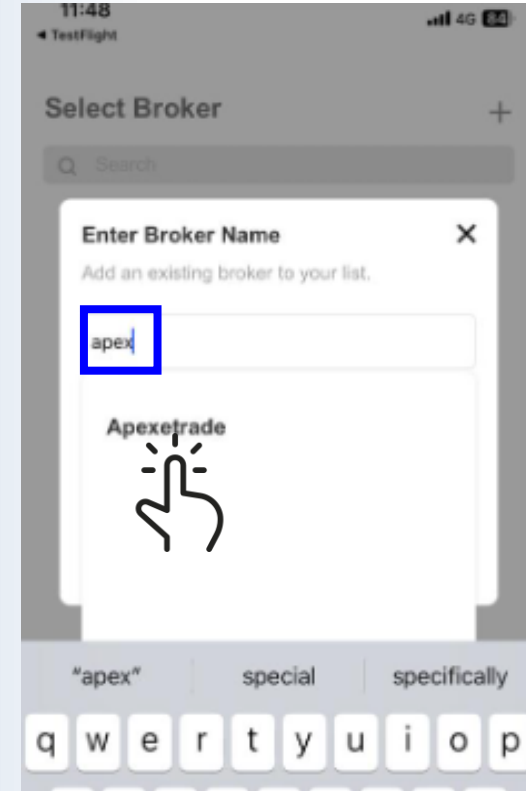 11:48
4G 84
◀ TestFlight
Select Broker
+
Search
Enter Broker Name
Add an existing broker to your list.
apex
Apexetrade
"apex" special specifically
q w e r t y u i o p